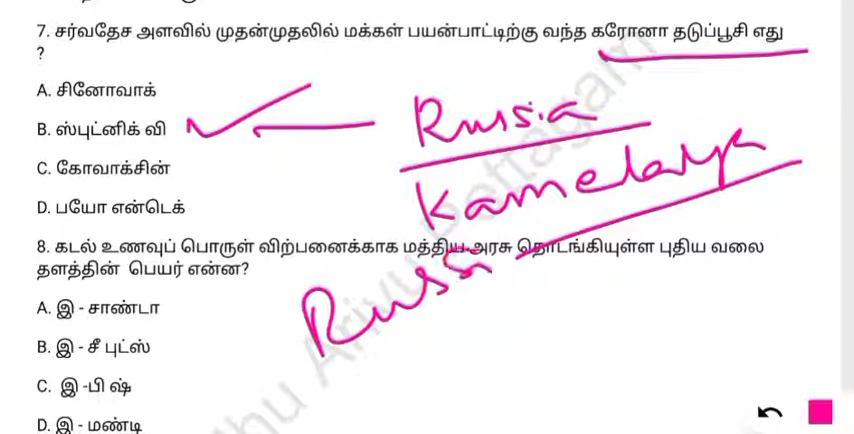 7. சர்வதேச அளவில் முதன்முதலில் மக்கள் பயன்பாட்டிற்கு வந்த கரோனா தடுப்பூசி எது
?
A. சினோவாக்
B. ஸ்புட்னிக் வி
Rusia
C. கோவாக்சின்
Kamelaya
D. பயோ என்டெக்
8. கடல் உணவுப் பொருள் விற்பனைக்காக மத்திய அரசு தொடங்கியுள்ள புதிய வலை
தளத்தின் பெயர் என்ன?
A. இ - சாண்டா
B. இ - சீ புட்ஸ்
C. இ -பி ஷ்
D. இ - மண்டி